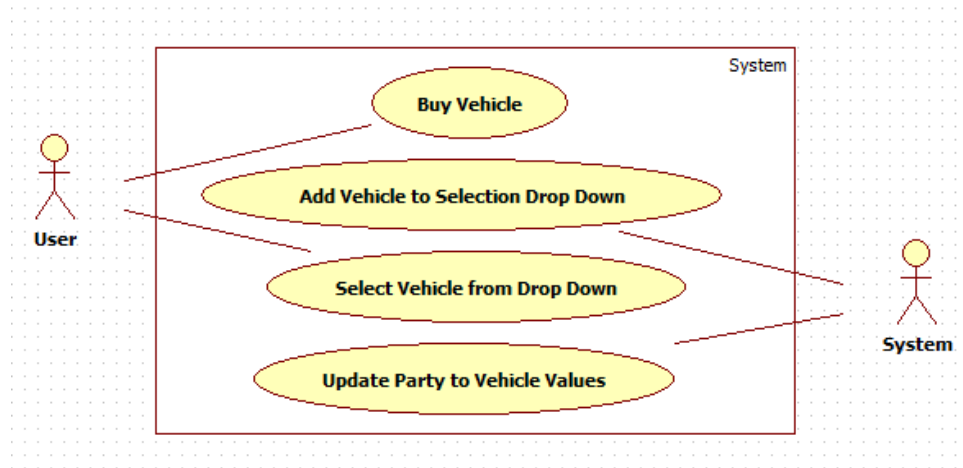 System
Buy Vehicle
Add Vehicle to Selection Drop Down
User
Select Vehicle from Drop Down
System
Update Party to Vehicle Values